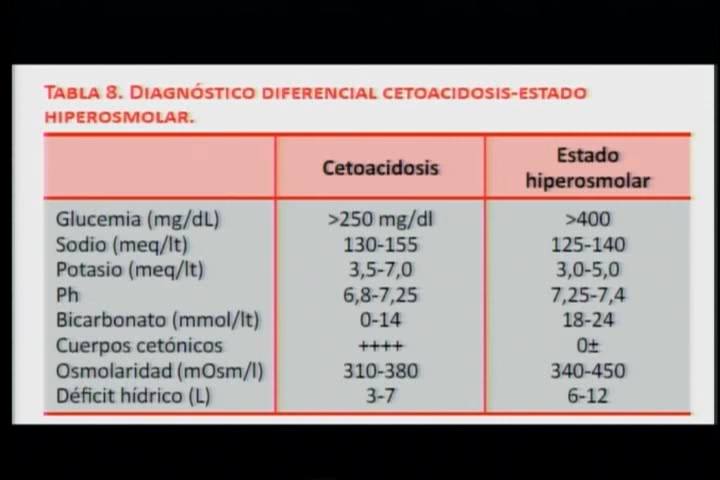 TABLA 8. DIAGNÓSTICO DIFERENCIAL CETOACIDOSIS-ESTADO
HIPEROSMOLAR.
Cetoacidosis Estado hiperosmolar
Glucemia (mg/dL) >250 mg/dl >400
Sodio (meq/lt) 130-155 125-140
Potasio (meq/lt) 3,5-7,0 3,0-5,0
Ph 6,8-7,25 7,25-7,4
Bicarbonato (mmol/lt) 0-14 18-24
Cuerpos cetónicos ++++ 0±
Osmolaridad (mOsm/l) 310-380 340-450
Déficit hídrico (L) 3-7 6-12